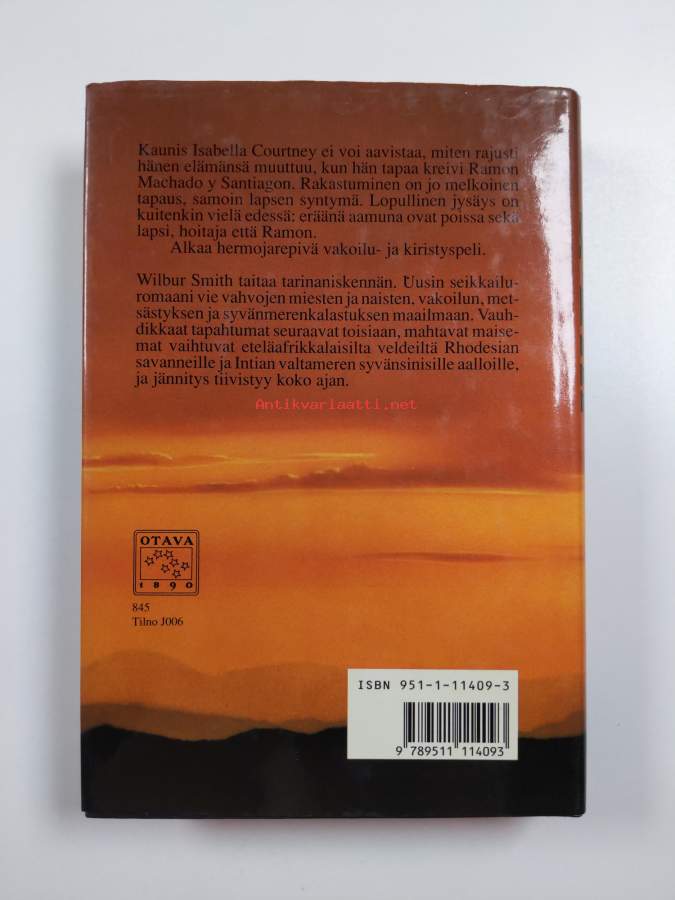 Kaunis Isabella Courtney ei voi aavistaa, miten rajusti
hänen elämänsä muuttuu, kun hän tapaa kreivi Ramon
Machado y Santiagon. Rakastuminen on jo melkoinen
tapaus, samoin lapsen syntymä. Lopullinen jysäys on
kuitenkin vielä edessä: eräänä aamuna ovat poissa sekä
lapsi, hoitaja että Ramon.
Alkaa hermojarepivä vakoilu- ja kiristyspeli.
Wilbur Smith taitaa tarinaniskennän. Uusin seikkailu-
romaani vie vahvojen miesten ja naisten, vakoilun, met-
sästyksen ja syvänmerenkalastuksen maailmaan. Vauh-
dikkaat tapahtumat seuraavat toisiaan, mahtavat maise-
mat vaihtuvat eteläafrikkalaisilta veldeiltä Rhodesian
savanneille ja Intian valtameren syvänsinisille aalloille,
ja jännitys tiivistyy koko ajan.
Antikvariaatti.net
OTAVA
1890
845
Tilno J006
ISBN 951-1-11409-3
9 789511 114093